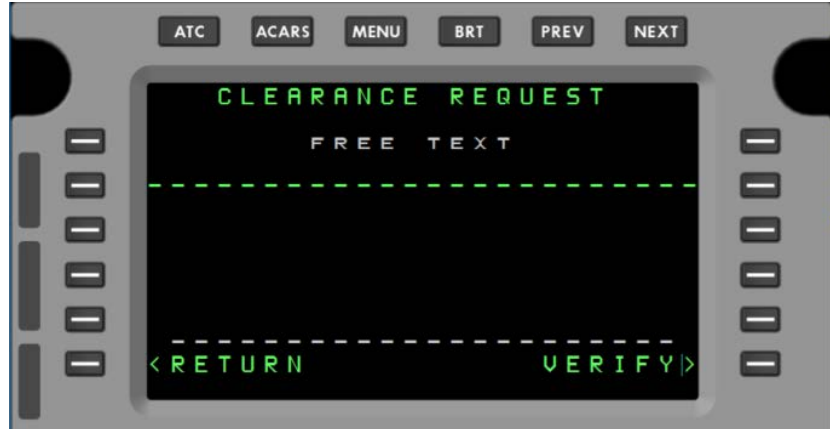 ATC ACARS MENU BRT PREV NEXT
CLEARANCE REQUEST
FREE TEXT
------------------------
----------------------
<RETURN VERIFY>